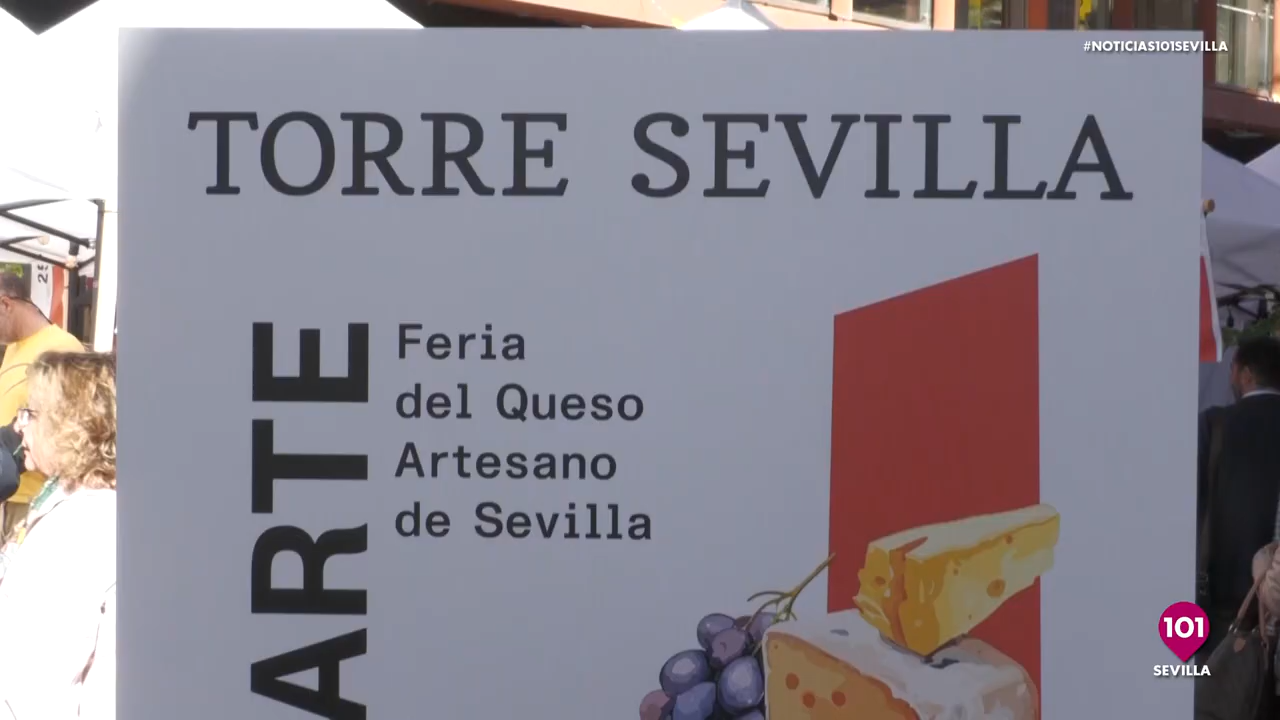 #NOTICIAS101SEVILLA
TORRE SEVILLA
ARTE
Feria
del Queso
Artesano
de Sevilla
101
SEVILLA